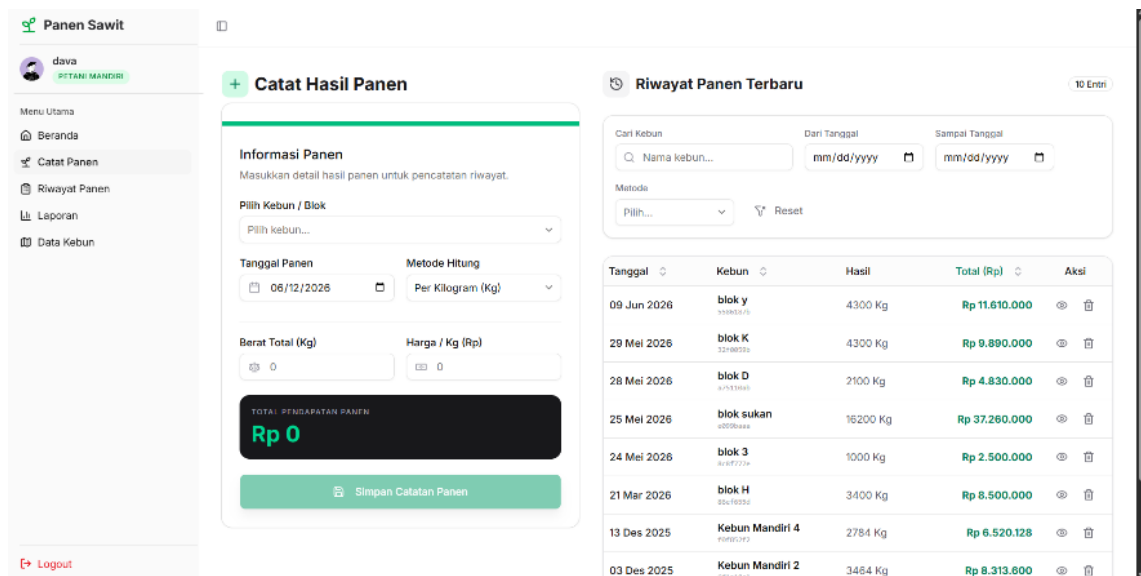 Panen Sawit
dava
PETANI MANDIRI
Menu Utama
Beranda
Catat Panen
Riwayat Panen
Laporan
Data Kebun
Logout
Catat Hasil Panen
Informasi Panen
Masukkan detail hasil panen untuk pencatatan riwayat.
Pilih Kebun / Blok
Pilih kebun...
Tanggal Panen Metode Hitung
06/12/2026 Per Kilogram (Kg)
Berat Total (Kg) Harga / Kg (Rp)
0 0
TOTAL PENDAPATAN PANEN
Rp 0
Simpan Catatan Panen
Riwayat Panen Terbaru 10 Entri
Cari Kebun Dari Tanggal Sampai Tanggal
Nama kebun... mm/dd/yyyy mm/dd/yyyy
Metode
Pilih... Reset
Tanggal Kebun Hasil Total (Rp) Aksi
09 Jun 2026 blok y 4300 Kg Rp 11.610.000
29 Mei 2026 blok K 4300 Kg Rp 9.890.000
28 Mei 2026 blok D 2100 Kg Rp 4.830.000
25 Mei 2026 blok sukan 16200 Kg Rp 37.260.000
24 Mei 2026 blok 3 1000 Kg Rp 2.500.000
21 Mar 2026 blok H 3400 Kg Rp 8.500.000
13 Des 2025 Kebun Mandiri 4 2784 Kg Rp 6.520.128
03 Des 2025 Kebun Mandiri 2 3464 Kg Rp 8.313.600